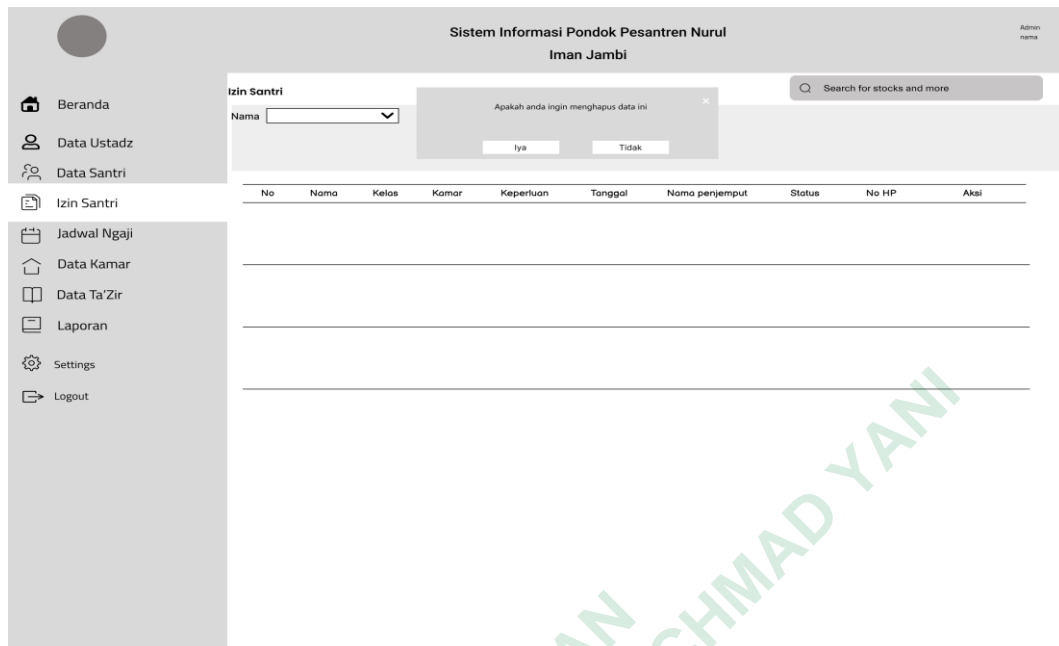 Sistem Informasi Pondok Pesantren Nurul
Iman Jambi
Admin
nama
Beranda
Data Ustadz
Data Santri
Izin Santri
Jadwal Ngaji
Data Kamar
Data Ta'Zir
Laporan
Settings
Logout
Izin Santri
Search for stocks and more
Nama
Apakah anda ingin menghapus data ini
×
Iya Tidak
No Nama Kelas Kamar Keperluan Tanggal Nama penjemput Status No HP Aksi
CHMAD YANI
AN